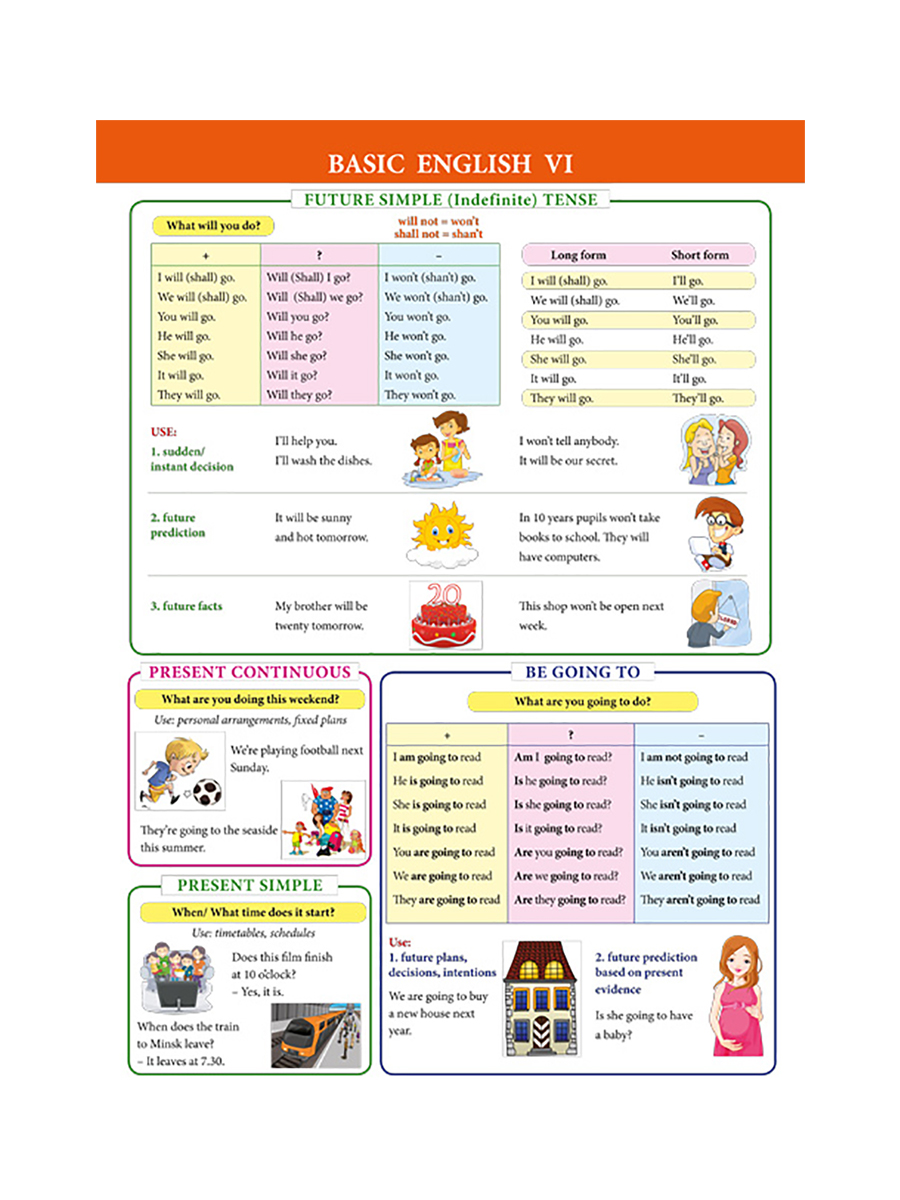 BASIC ENGLISH VI
FUTURE SIMPLE (Indefinite) TENSE
What will you do?
will not = won't
shall not = shan't
+ ? –
I will (shall) go. Will (Shall) I go? I won't (shan't) go.
We will (shall) go. Will (Shall) we go? We won't (shan't) go.
You will go. Will you go? You won't go.
He will go. Will he go? He won't go.
She will go. Will she go? She won't go.
It will go. Will it go? It won't go.
They will go. Will they go? They won't go.
Long form Short form
I will (shall) go. I'll go.
We will (shall) go. We'll go.
You will go. You'll go.
He will go. He'll go.
She will go. She'll go.
It will go. It'll go.
They will go. They'll go.
USE:
1. sudden/
instant decision
I'll help you.
I'll wash the dishes.
I won't tell anybody.
It will be our secret.
2. future
prediction
It will be sunny
and hot tomorrow.
In 10 years pupils won't take
books to school. They will
have computers.
3. future facts
My brother will be
twenty tomorrow.
20
This shop won't be open next
week.
CLOSED
PRESENT CONTINUOUS
What are you doing this weekend?
Use: personal arrangements, fixed plans
We're playing football next
Sunday.
They're going to the seaside
this summer.
PRESENT SIMPLE
When/ What time does it start?
Use: timetables, schedules
Does this film finish
at 10 o'clock?
– Yes, it is.
When does the train
to Minsk leave?
– It leaves at 7.30.
BE GOING TO
What are you going to do?
+ ? –
I am going to read Am I going to read? I am not going to read
He is going to read Is he going to read? He isn't going to read
She is going to read Is she going to read? She isn't going to read
It is going to read Is it going to read? It isn't going to read
You are going to read Are you going to read? You aren't going to read
We are going to read Are we going to read? We aren't going to read
They are going to read Are they going to read? They aren't going to read
Use:
1. future plans,
decisions, intentions
We are going to buy
a new house next
year.
2. future prediction
based on present
evidence
Is she going to have
a baby?